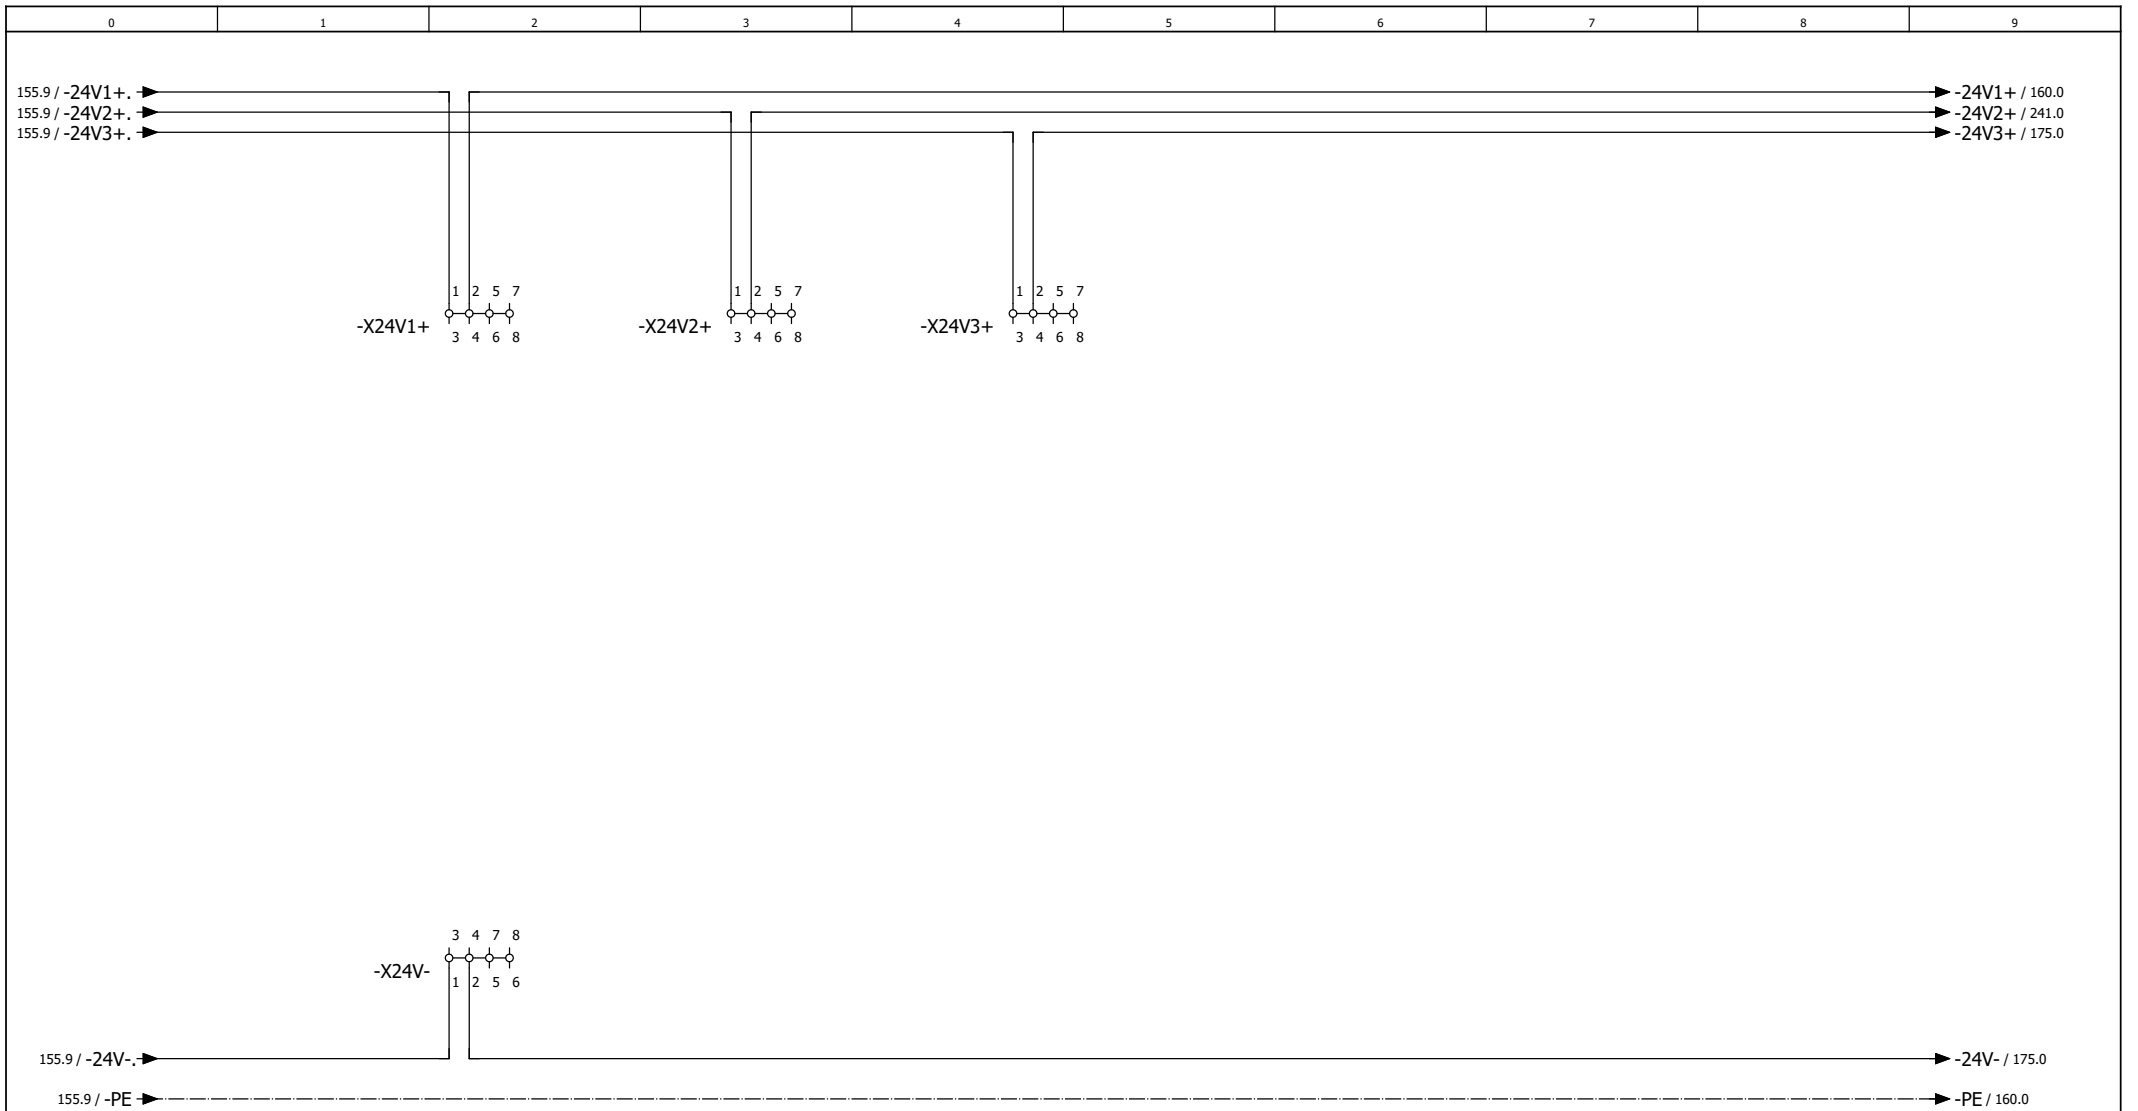 0 1 2 3 4 5 6 7 8 9
155.9 / -24V1+. -24V1+ / 160.0
155.9 / -24V2+. -24V2+ / 241.0
155.9 / -24V3+. -24V3+ / 175.0
1 2 5 7 1 2 5 7 1 2 5 7
-X24V1+ -X24V2+ -X24V3+
3 4 6 8 3 4 6 8 3 4 6 8
3 4 7 8
-X24V-
1 2 5 6
155.9 / -24V-. -24V- / 175.0
155.9 / -PE -PE / 160.0